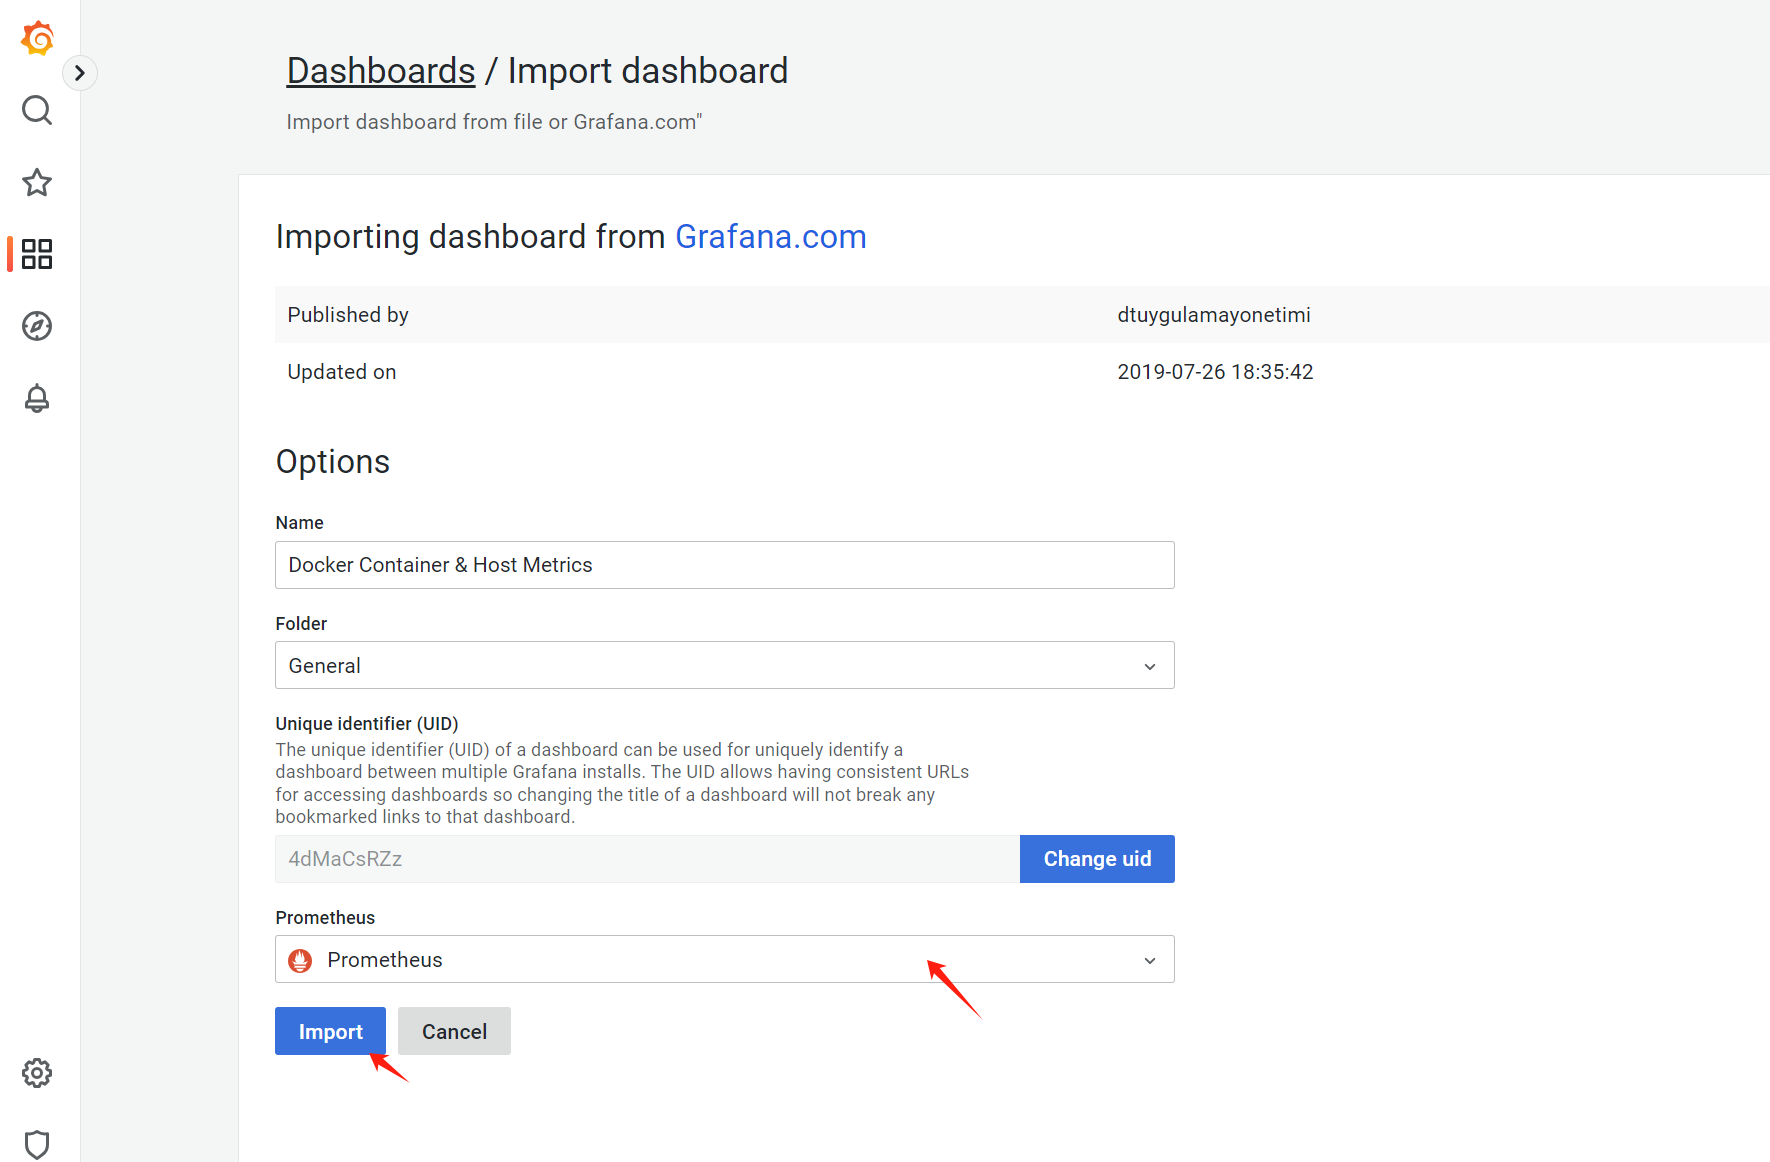 Dashboards / Import dashboard
Import dashboard from file or Grafana.com"
Importing dashboard from Grafana.com
Published by dtuygulamayonetimi
Updated on 2019-07-26 18:35:42
Options
Name
Docker Container & Host Metrics
Folder
General
Unique identifier (UID)
The unique identifier (UID) of a dashboard can be used for uniquely identify a
dashboard between multiple Grafana installs. The UID allows having consistent URLs
for accessing dashboards so changing the title of a dashboard will not break any
bookmarked links to that dashboard.
4dMaCsRZz Change uid
Prometheus
Prometheus
Import Cancel